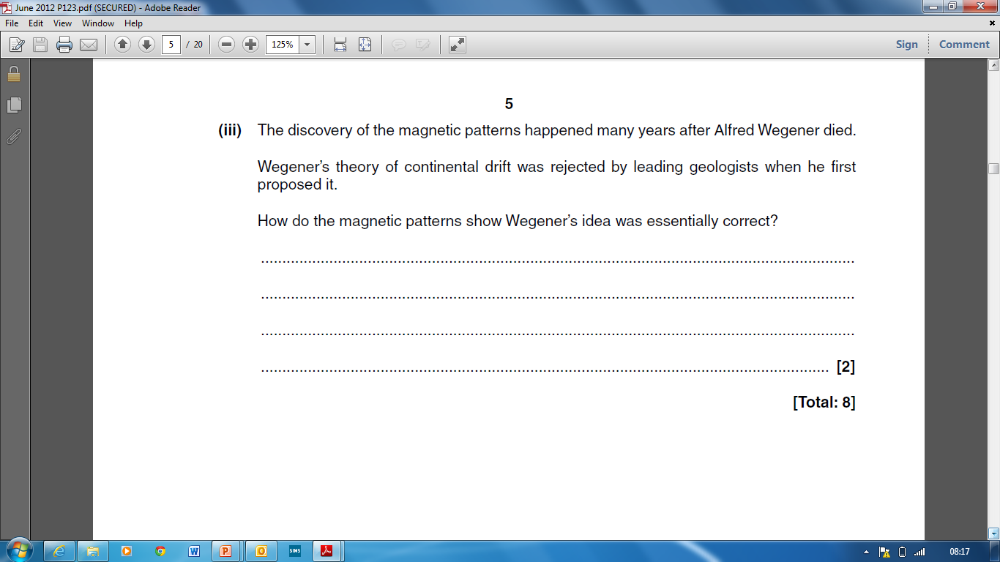 June 2012 P123.pdf (SECURED) - Adobe Reader
File Edit View Window Help
5 / 20 125% Sign Comment
5
(iii) The discovery of the magnetic patterns happened many years after Alfred Wegener died.
Wegener's theory of continental drift was rejected by leading geologists when he first
proposed it.
How do the magnetic patterns show Wegener's idea was essentially correct?
..........................................................................................................................................
..........................................................................................................................................
..........................................................................................................................................
.................................................................................................................................... [2]
[Total: 8]
SIMS 08:17